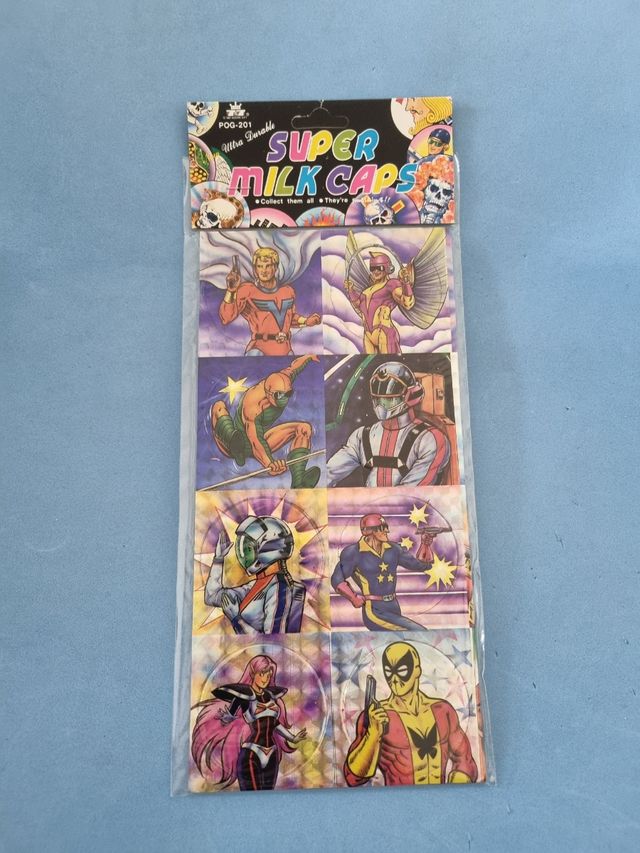 POG-201
Ultra Durable
SUPER
MILK CAPS
• Collect them all • They're
V